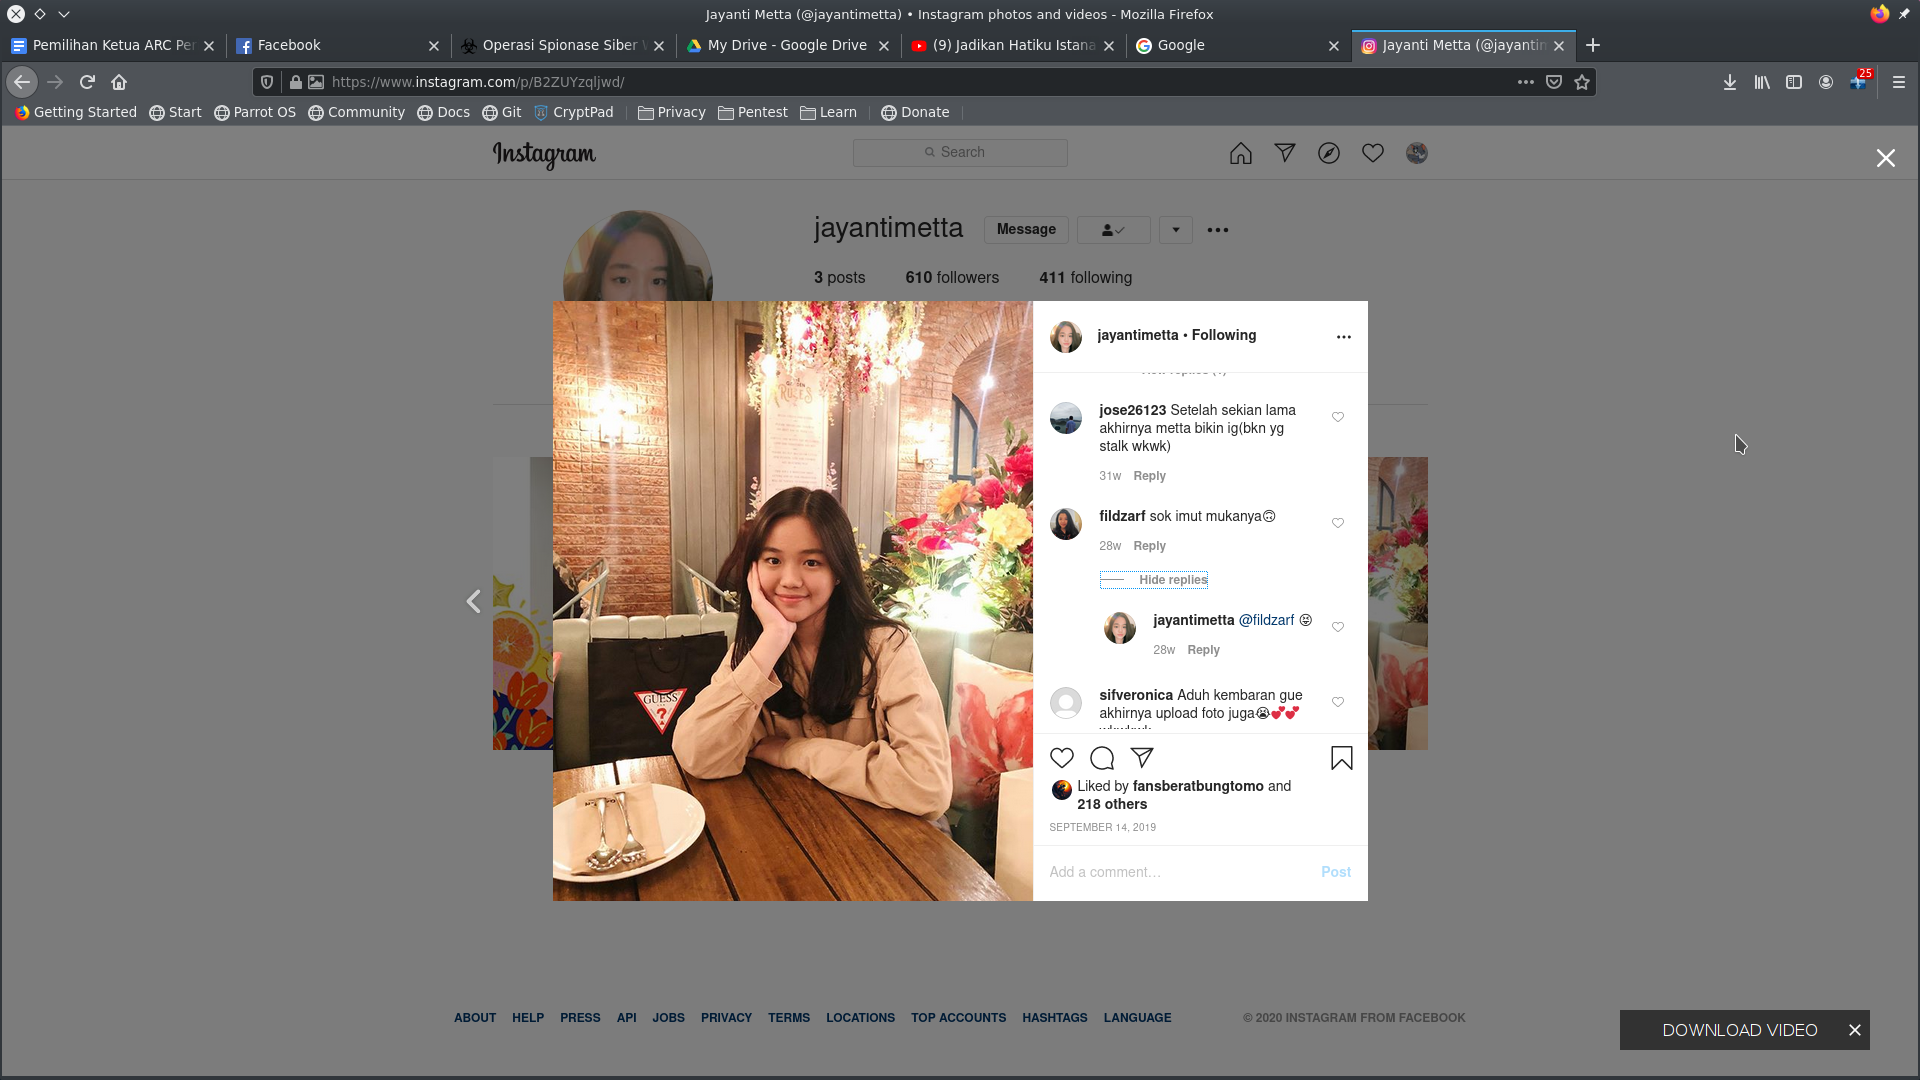 Jayanti Metta (@jayantimetta) • Instagram photos and videos - Mozilla Firefox
Pemilihan Ketua ARC Per
Facebook
Operasi Spionase Siber
My Drive - Google Drive
(9) Jadikan Hatiku Istana
Google
Jayanti Metta (@jayantim
https://www.instagram.com/p/B2ZUYzqljwd/
25
Getting Started
Start
Parrot OS
Community
Docs
Git
CryptPad
Privacy
Pentest
Learn
Donate
Instagram
Search
jayantimetta
Message
3 posts
610 followers
411 following
jayantimetta • Following
jose26123 Setelah sekian lama
akhirnya metta bikin ig(bkn yg
stalk wkwk)
31w Reply
fildzarf sok imut mukanya🙃
28w Reply
Hide replies
jayantimetta @fildzarf 😝
28w Reply
sifveronica Aduh kembaran gue
akhirnya upload foto juga😭💕💕
Liked by fansberatbungtomo and
218 others
SEPTEMBER 14, 2019
Add a comment…
Post
GUESS
?
ABOUT
HELP
PRESS
API
JOBS
PRIVACY
TERMS
LOCATIONS
TOP ACCOUNTS
HASHTAGS
LANGUAGE
© 2020 INSTAGRAM FROM FACEBOOK
DOWNLOAD VIDEO